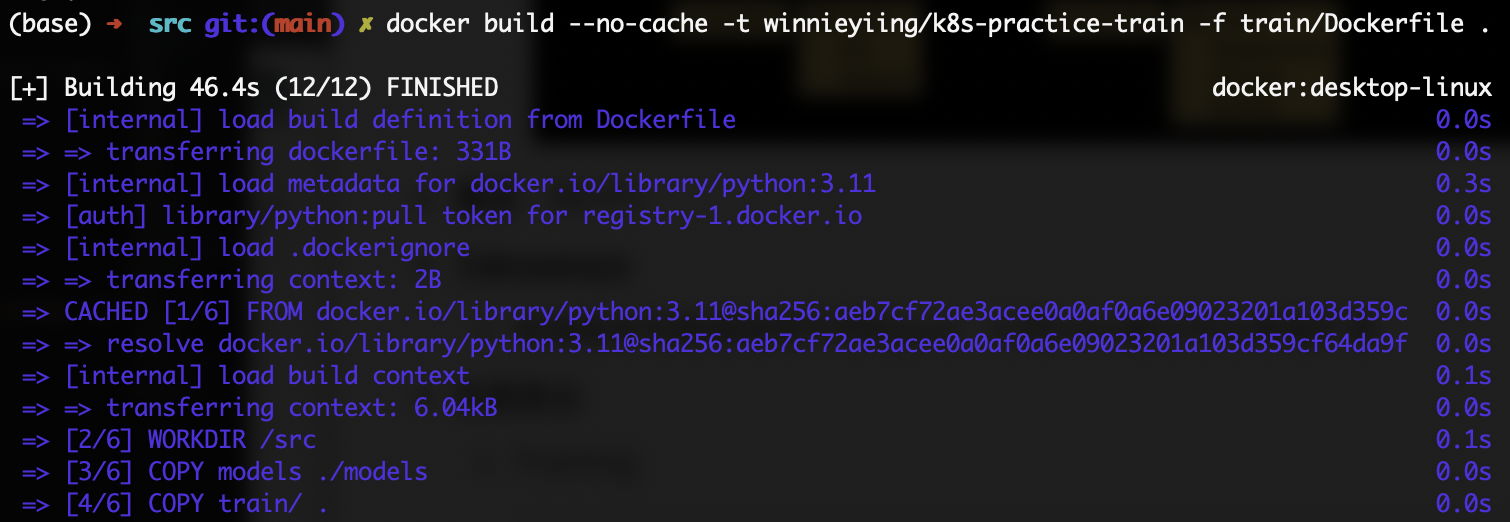 (base) ➜ src git:(main) ✗ docker build --no-cache -t winnieyiing/k8s-practice-train -f train/Dockerfile .
[+] Building 46.4s (12/12) FINISHED docker:desktop-linux
=> [internal] load build definition from Dockerfile 0.0s
=> => transferring dockerfile: 331B 0.0s
=> [internal] load metadata for docker.io/library/python:3.11 0.3s
=> [auth] library/python:pull token for registry-1.docker.io 0.0s
=> [internal] load .dockerignore 0.0s
=> => transferring context: 2B 0.0s
=> CACHED [1/6] FROM docker.io/library/python:3.11@sha256:aeb7cf72ae3acee0a0af0a6e09023201a103d359c 0.0s
=> => resolve docker.io/library/python:3.11@sha256:aeb7cf72ae3acee0a0af0a6e09023201a103d359cf64da9f 0.0s
=> [internal] load build context 0.1s
=> => transferring context: 6.04kB 0.0s
=> [2/6] WORKDIR /src 0.1s
=> [3/6] COPY models ./models 0.0s
=> [4/6] COPY train/ . 0.0s